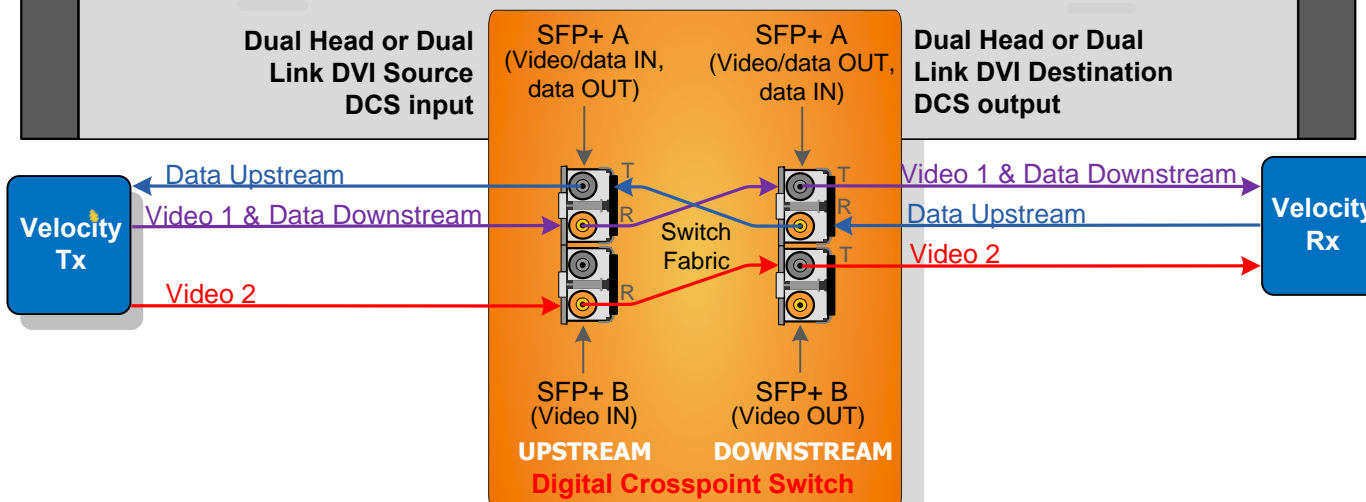 Dual Head or Dual
Link DVI Source
DCS input
SFP+ A
(Video/data IN,
data OUT)
SFP+ A
(Video/data OUT,
data IN)
Dual Head or Dual
Link DVI Destination
DCS output
Velocity
Tx
Data Upstream
Video 1 & Data Downstream
Video 2
T
R
R
Switch
Fabric
T
R
T
Video 1 & Data Downstream
Data Upstream
Video 2
Velocity
Rx
SFP+ B
(Video IN)
UPSTREAM
SFP+ B
(Video OUT)
DOWNSTREAM
Digital Crosspoint Switch